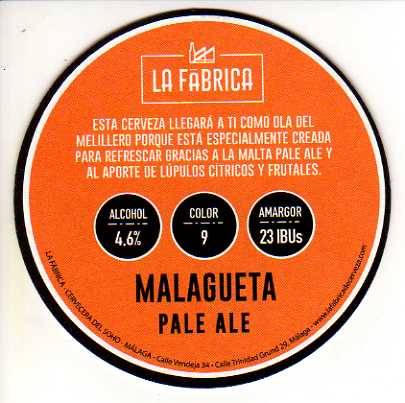 LA FÁBRICA
ESTA CERVEZA LLEGARÁ A TI COMO OLA DEL
MELILLERO PORQUE ESTÁ ESPECIALMENTE CREADA
PARA REFRESCAR GRACIAS A LA MALTA PALE ALE Y
AL APORTE DE LÚPULOS CÍTRICOS Y FRUTALES.
ALCOHOL
4,6%
COLOR
9
AMARGOR
23 IBUs
MALAGUETA
PALE ALE
LA FÁBRICA - CERVECERA DEL SOHO - MÁLAGA - Calle Vendeja 34 - Calle Trinidad Grund 29, Málaga - www.lafabricadecerveza.com